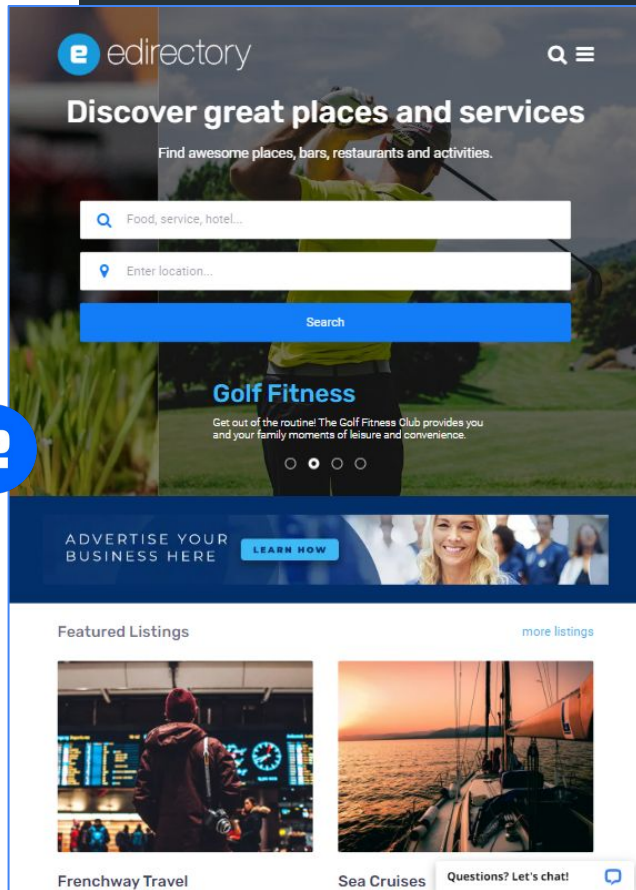 e edirectory
Discover great places and services
Find awesome places, bars, restaurants and activities.
Food, service, hotel...
Enter location...
Search
Golf Fitness
Get out of the routine! The Golf Fitness Club provides you
and your family moments of leisure and convenience.
ADVERTISE YOUR
BUSINESS HERE
LEARN HOW
Featured Listings
more listings
Frenchway Travel
Sea Cruises
Questions? Let's chat!